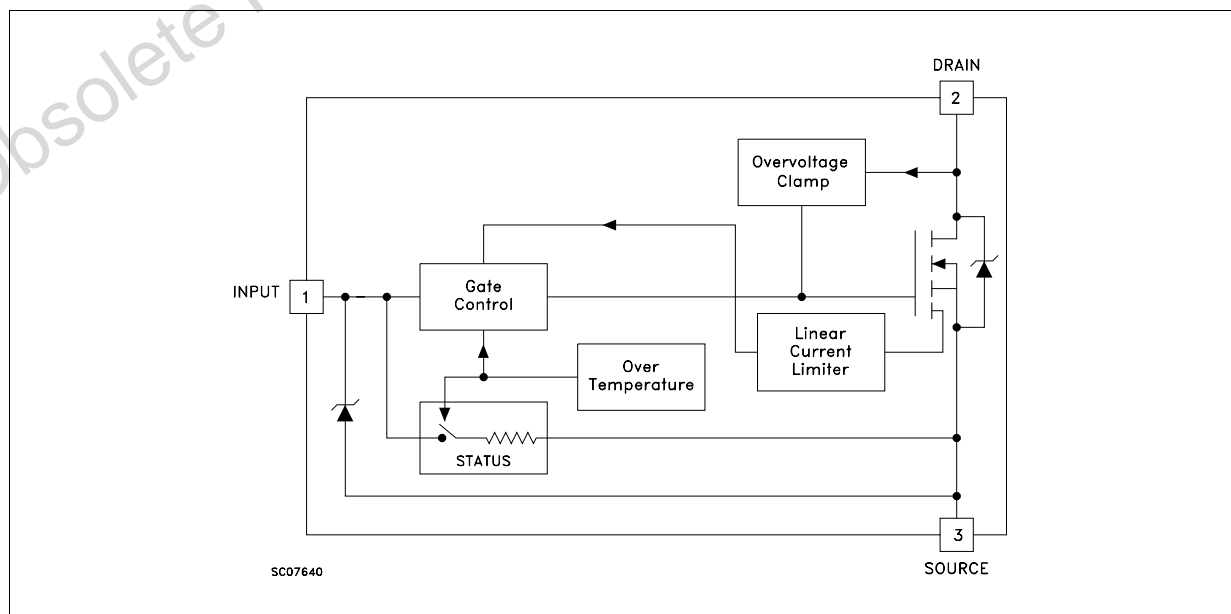 obsolete
DRAIN
2
Overvoltage
Clamp
INPUT
1
Gate
Control
Linear
Current
Limiter
Over
Temperature
STATUS
3
SOURCE
SC07640